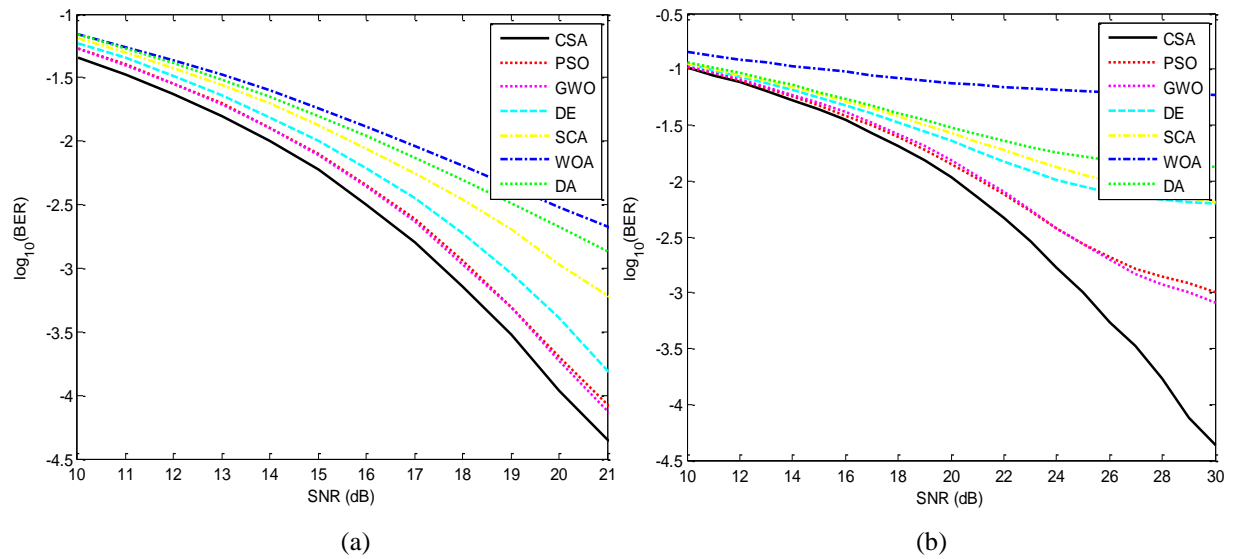 -1
-1.5
-2
-2.5
-3
-3.5
-4
-4.5
log10(BER)
10 11 12 13 14 15 16 17 18 19 20 21
SNR (dB)
CSA
PSO
GWO
DE
SCA
WOA
DA
(a)
-0.5
-1
-1.5
-2
-2.5
-3
-3.5
-4
-4.5
log10(BER)
10 12 14 16 18 20 22 24 26 28 30
SNR (dB)
CSA
PSO
GWO
DE
SCA
WOA
DA
(b)